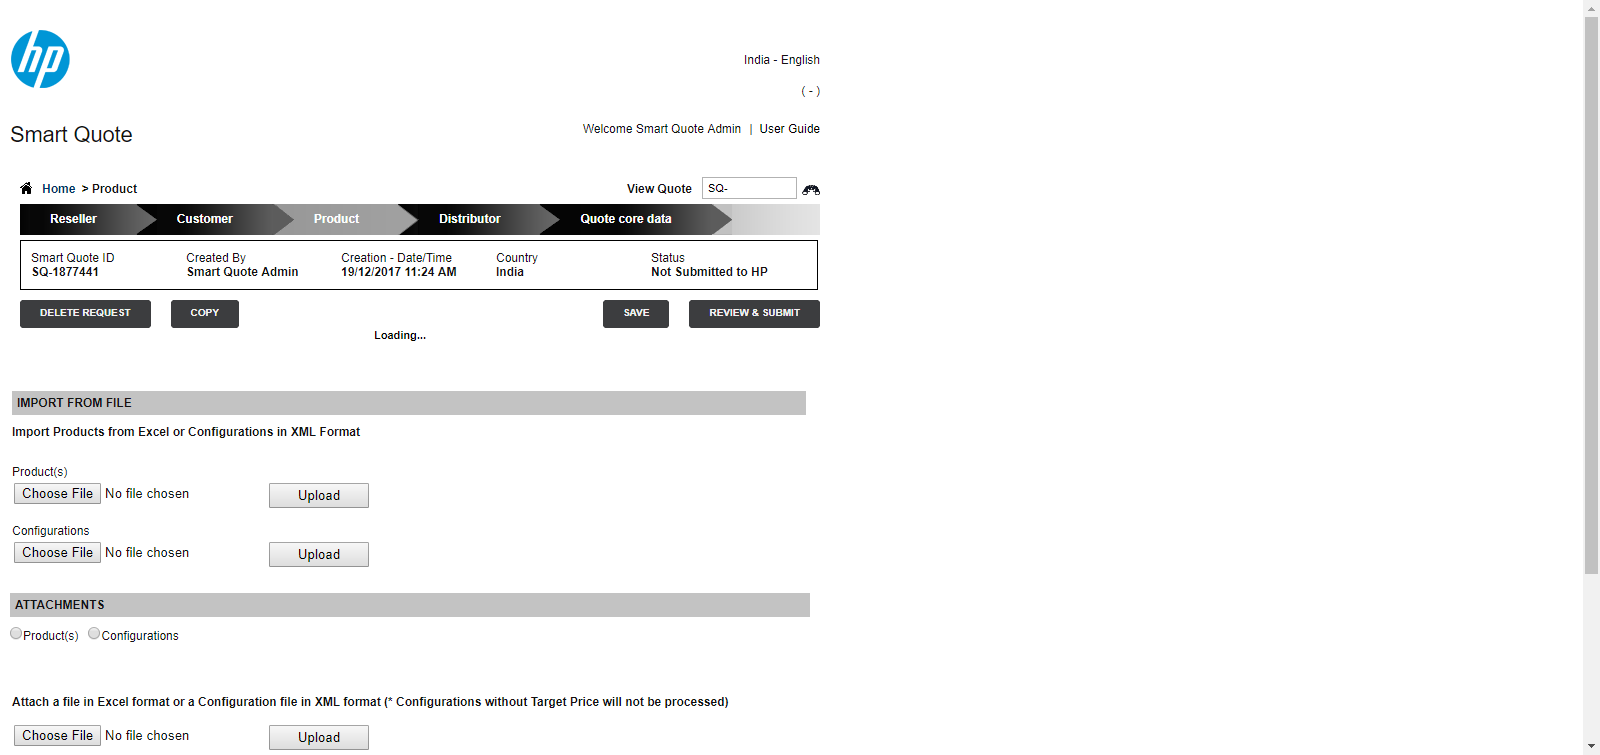 hp
India - English
( - )
Smart Quote
Welcome Smart Quote Admin | User Guide
Home > Product
View Quote SQ-
Reseller Customer Product Distributor Quote core data
Smart Quote ID Created By Creation - Date/Time Country Status
SQ-1877441 Smart Quote Admin 19/12/2017 11:24 AM India Not Submitted to HP
DELETE REQUEST COPY SAVE REVIEW & SUBMIT
Loading...
IMPORT FROM FILE
Import Products from Excel or Configurations in XML Format
Product(s)
Choose File No file chosen Upload
Configurations
Choose File No file chosen Upload
ATTACHMENTS
Product(s) Configurations
Attach a file in Excel format or a Configuration file in XML format (* Configurations without Target Price will not be processed)
Choose File No file chosen Upload